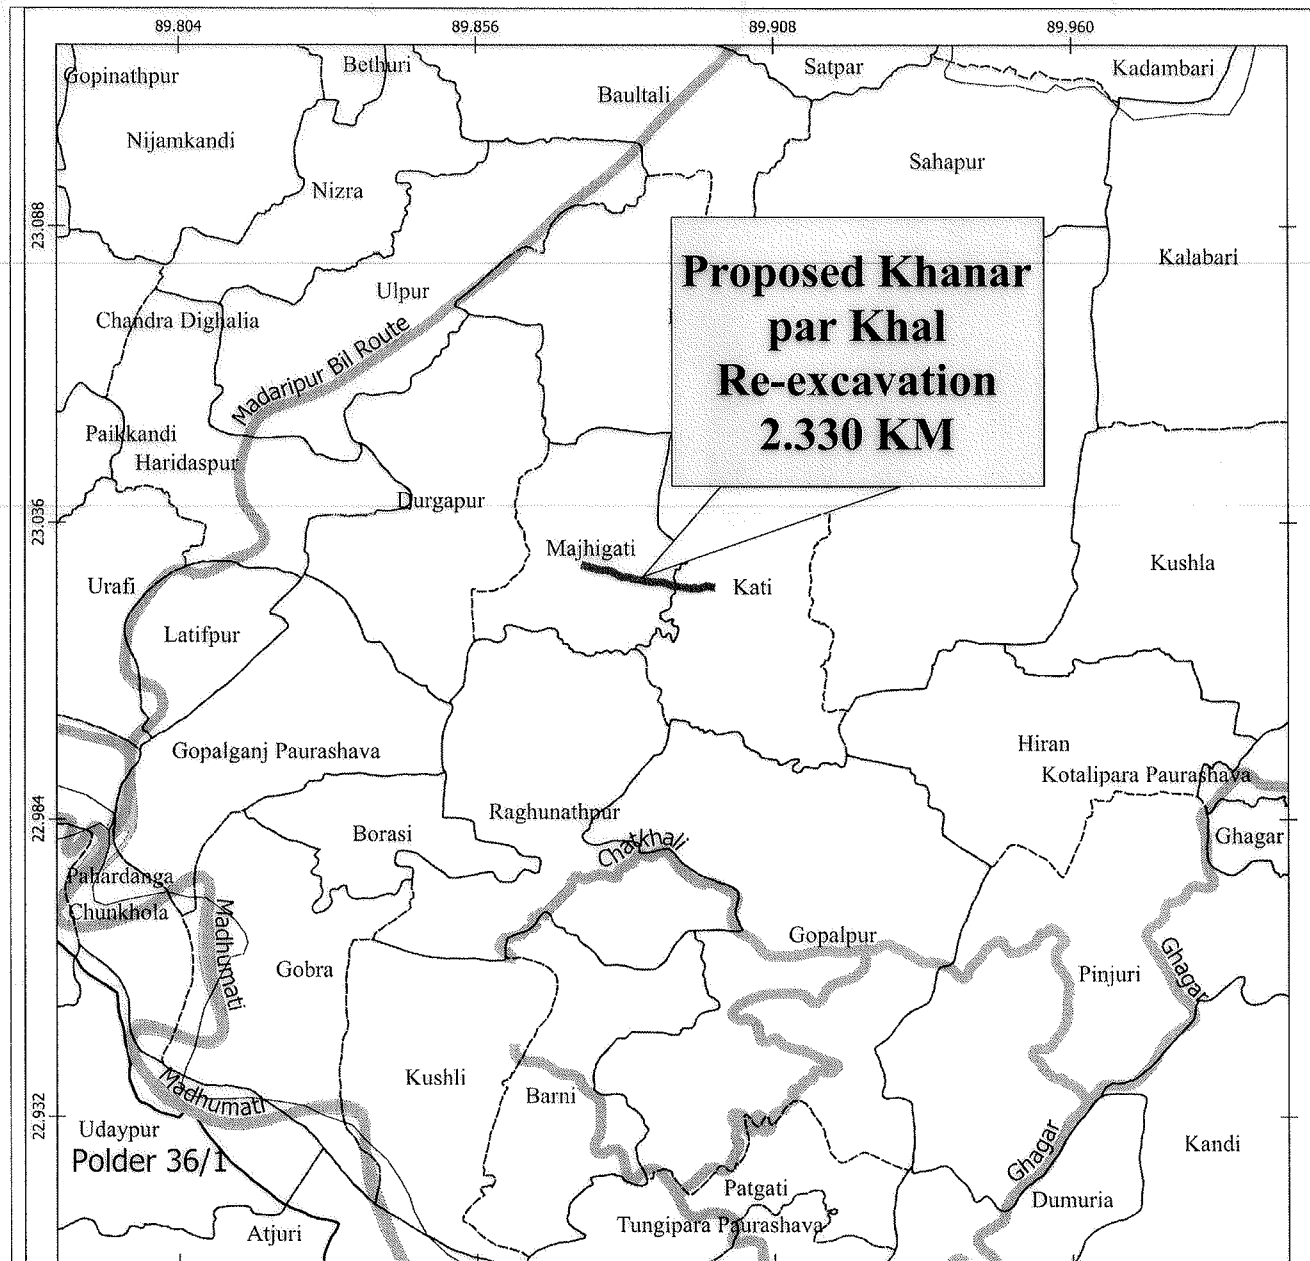 89.804
89.856
89.908
89.960
Gopinathpur
Bethuri
Satpar
Kadambari
Baultali
Nijamkandi
Sahapur
Nizra
23.088
Kalabari
Proposed Khanar
par Khal
Re-excavation
2.330 KM
Ulpur
Chandra Dighalia
Madaripur Bil Route
Paikkandi
Haridaspur
Durgapur
23.036
Majhigati
Kushla
Urafi
Kati
Latifpur
Gopalganj Paurashava
Hiran
Kotalipara Paurashava
22.984
Raghunathpur
Borasi
Chatkhali
Ghagar
Pahardanga
Chunkhola
Madhumati
Gopalpur
Gobra
Pinjuri
Ghagar
Kushli
Barni
Madhumati
22.932
Udaypur
Polder 36/1
Ghagar
Kandi
Patgati
Dumuria
Tungipara Paurashava
Atjuri